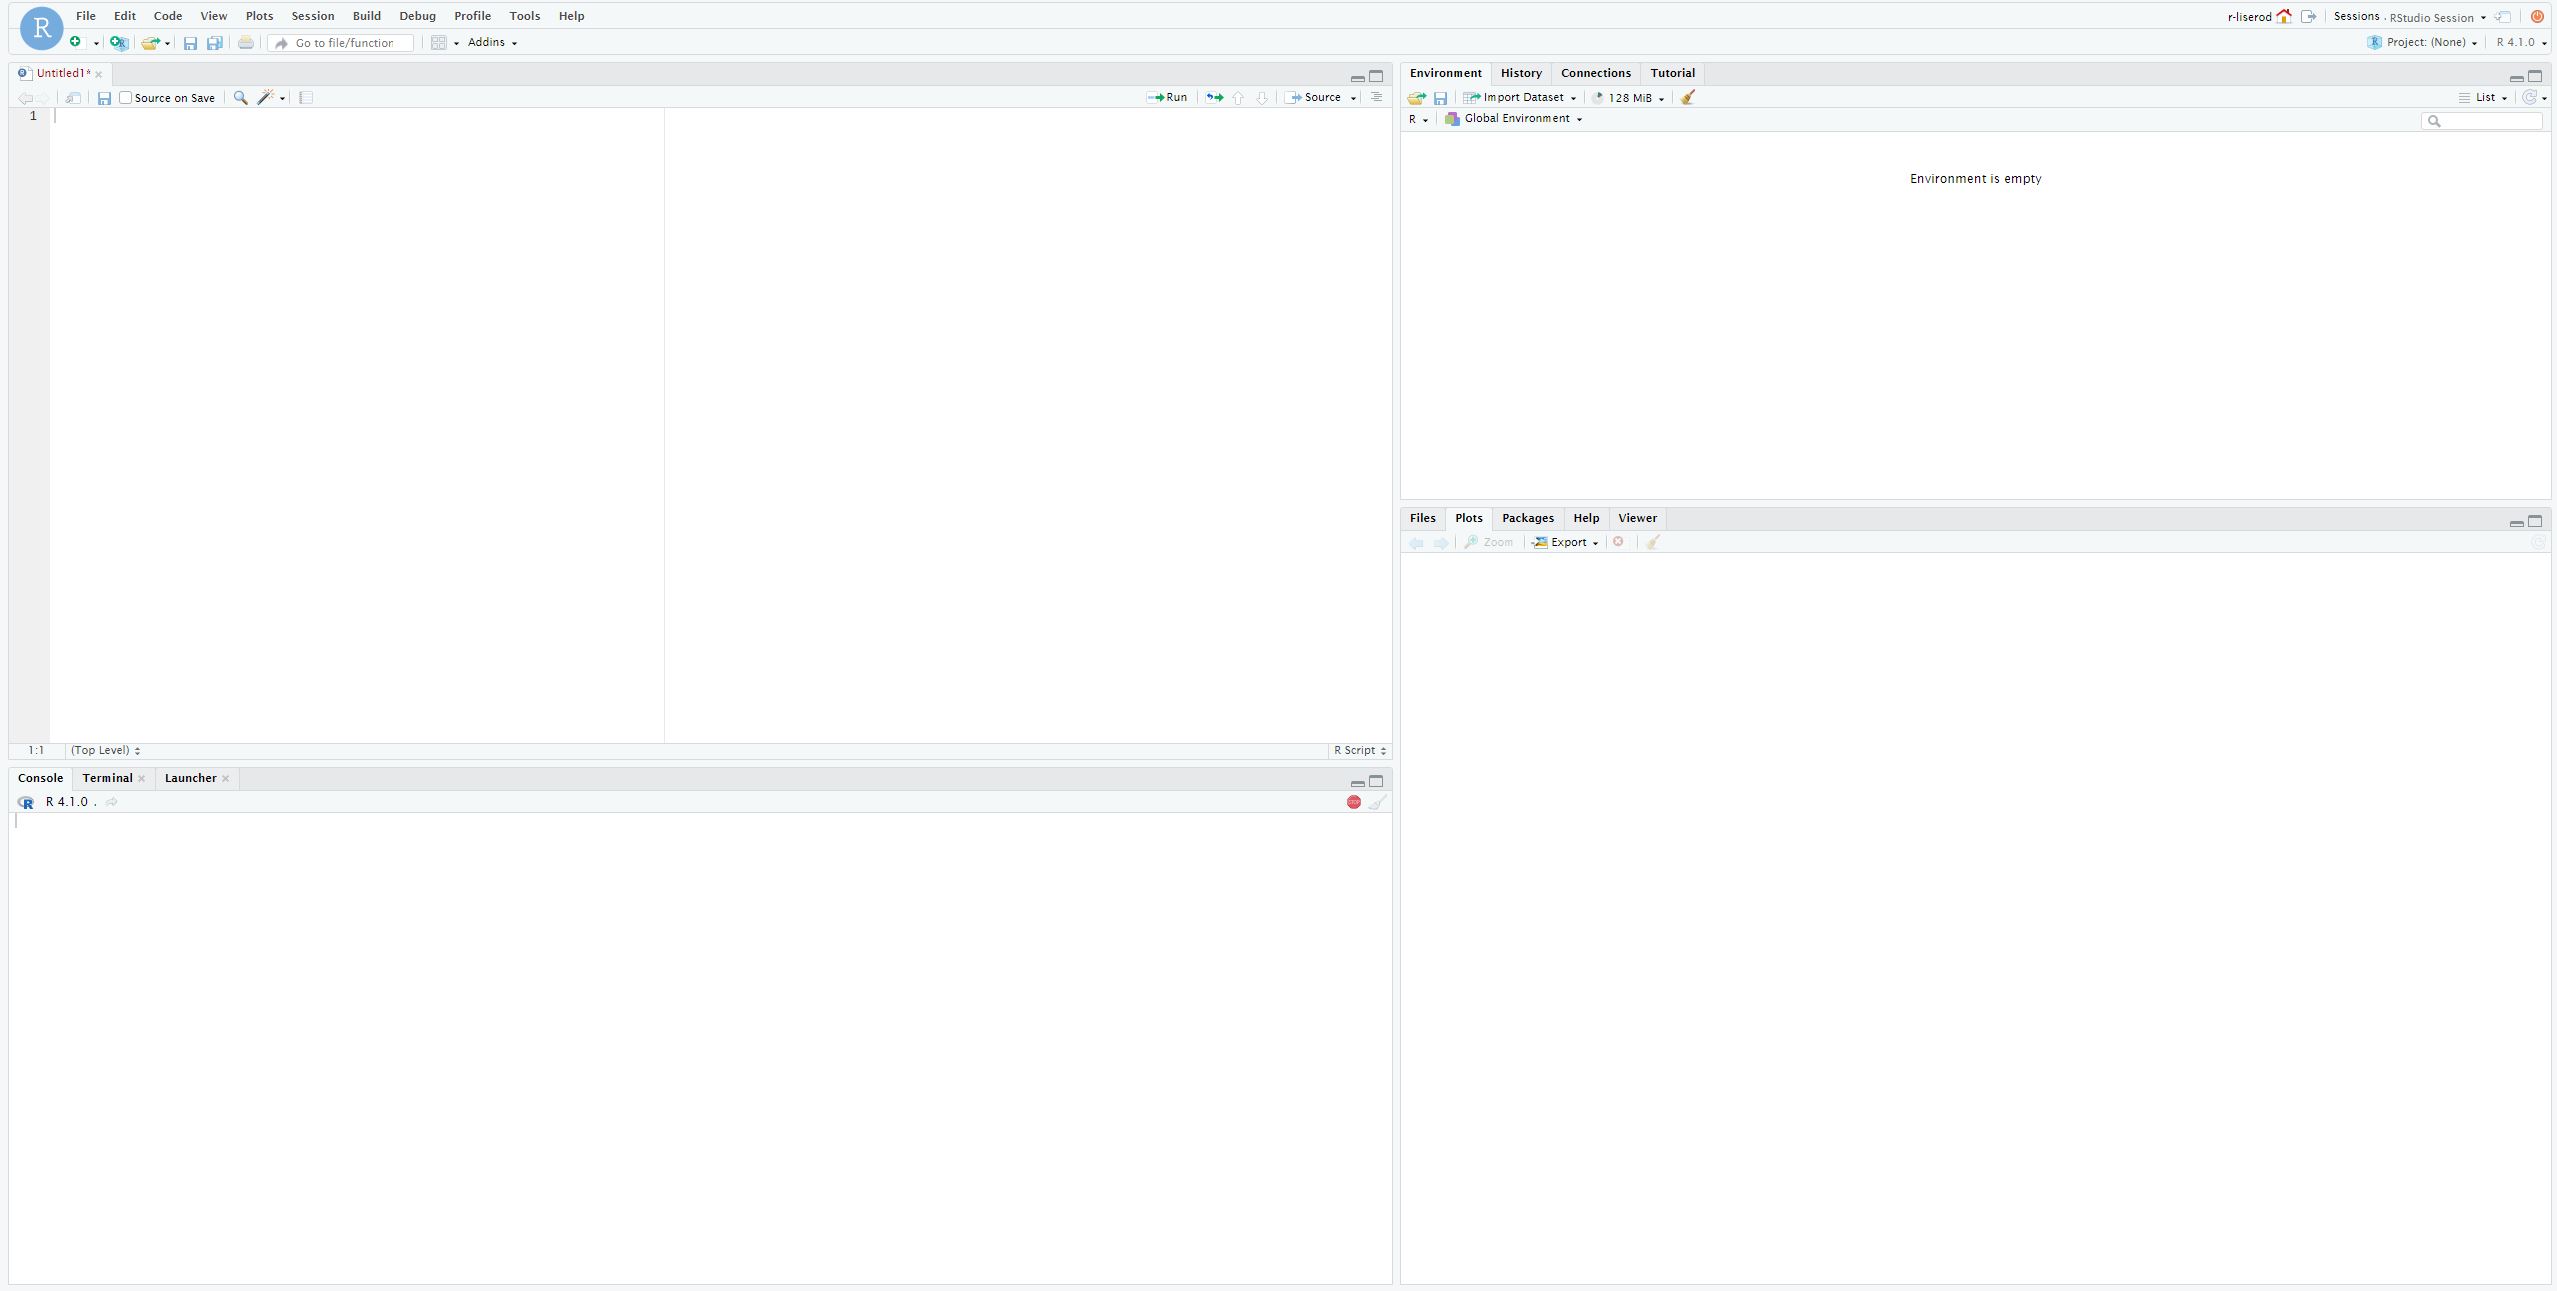 R File Edit Code View Plots Session Build Debug Profile Tools Help r-liserod Sessions RStudio Session
Go to file/function Addins Project: (None) R 4.1.0
Untitled1*
Source on Save Run Source
1
1:1 (Top Level) R Script
Console Terminal Launcher
R 4.1.0 .
STOP
Environment History Connections Tutorial
Import Dataset 128 MiB List
R Global Environment
Environment is empty
Files Plots Packages Help Viewer
Zoom Export